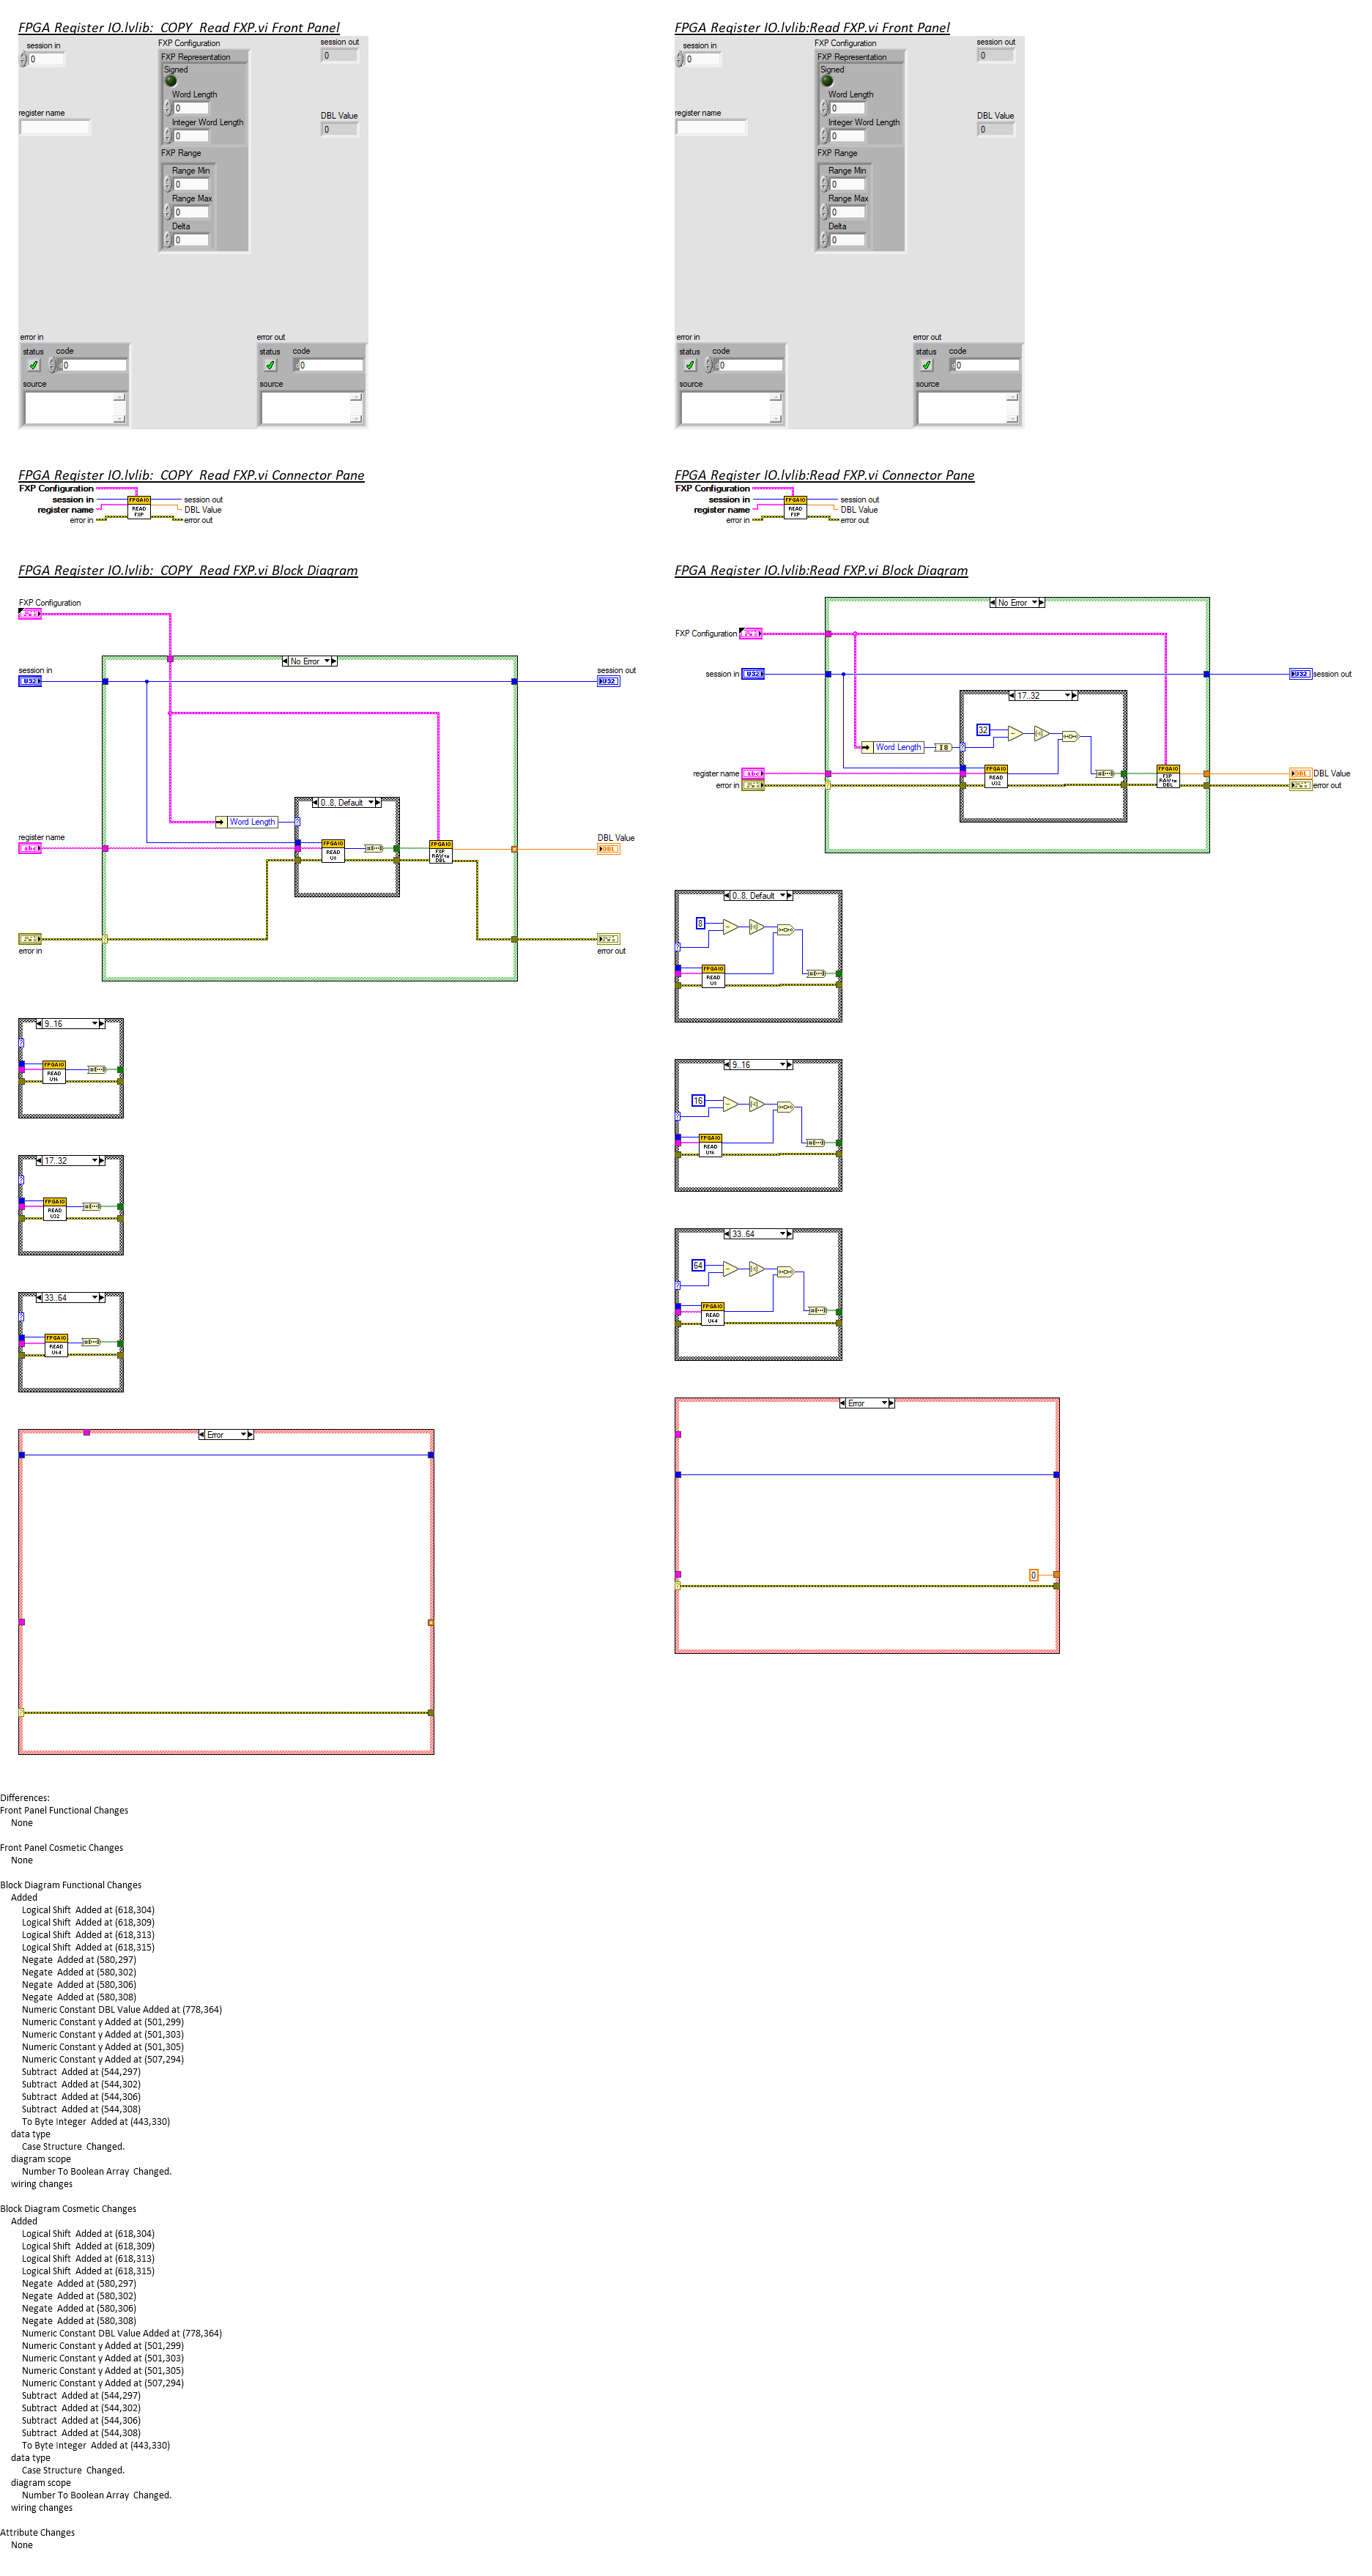 FPGA Register IO.lvlib:_COPY_Read FXP.vi Front Panel
session in
0
FXP Configuration
FXP Representation
Signed
Word Length
0
Integer Word Length
0
FXP Range
Range Min
0
Range Max
0
Delta
0
session out
0
register name
DBL Value
0
error in
status
code
0
source
error out
status
code
0
source
FPGA Register IO.lvlib:Read FXP.vi Front Panel
session in
0
FXP Configuration
FXP Representation
Signed
Word Length
0
Integer Word Length
0
FXP Range
Range Min
0
Range Max
0
Delta
0
session out
0
register name
DBL Value
0
error in
status
code
0
source
error out
status
code
0
source
FPGA Register IO.lvlib:_COPY_Read FXP.vi Connector Pane
FXP Configuration
session in
register name
error in
FPGAIO
READ
FXP
session out
DBL Value
error out
FPGA Register IO.lvlib:Read FXP.vi Connector Pane
FXP Configuration
session in
register name
error in
FPGAIO
READ
FXP
session out
DBL Value
error out
FPGA Register IO.lvlib:_COPY_Read FXP.vi Block Diagram
FXP Configuration
No Error
session in
U32
session out
U32
0..8, Default
Word Length
register name
abc
FPGAIO
READ
U8
FXP
RAW to
DBL
DBL Value
DBL
error in
error out
9..16
FPGAIO
READ
U16
17..32
FPGAIO
READ
U32
33..64
FPGAIO
READ
U64
Error
FPGA Register IO.lvlib:Read FXP.vi Block Diagram
No Error
FXP Configuration
session in
U32
U32
session out
17..32
32
Word Length
I8
register name
abc
error in
FPGAIO
READ
U32
FPGAIO
FXP
RAW to
DBL
DBL
DBL Value
error out
0..8, Default
8
FPGAIO
READ
U8
9..16
16
FPGAIO
READ
U16
33..64
64
FPGAIO
READ
U64
Error
0
Differences:
Front Panel Functional Changes
None
Front Panel Cosmetic Changes
None
Block Diagram Functional Changes
Added
Logical Shift  Added at (618,304)
Logical Shift  Added at (618,309)
Logical Shift  Added at (618,313)
Logical Shift  Added at (618,315)
Negate  Added at (580,297)
Negate  Added at (580,302)
Negate  Added at (580,306)
Negate  Added at (580,308)
Numeric Constant DBL Value Added at (778,364)
Numeric Constant y Added at (501,299)
Numeric Constant y Added at (501,303)
Numeric Constant y Added at (501,305)
Numeric Constant y Added at (507,294)
Subtract  Added at (544,297)
Subtract  Added at (544,302)
Subtract  Added at (544,306)
Subtract  Added at (544,308)
To Byte Integer  Added at (443,330)
data type
Case Structure  Changed.
diagram scope
Number To Boolean Array  Changed.
wiring changes
Block Diagram Cosmetic Changes
Added
Logical Shift  Added at (618,304)
Logical Shift  Added at (618,309)
Logical Shift  Added at (618,313)
Logical Shift  Added at (618,315)
Negate  Added at (580,297)
Negate  Added at (580,302)
Negate  Added at (580,306)
Negate  Added at (580,308)
Numeric Constant DBL Value Added at (778,364)
Numeric Constant y Added at (501,299)
Numeric Constant y Added at (501,303)
Numeric Constant y Added at (501,305)
Numeric Constant y Added at (507,294)
Subtract  Added at (544,297)
Subtract  Added at (544,302)
Subtract  Added at (544,306)
Subtract  Added at (544,308)
To Byte Integer  Added at (443,330)
data type
Case Structure  Changed.
diagram scope
Number To Boolean Array  Changed.
wiring changes
Attribute Changes
None